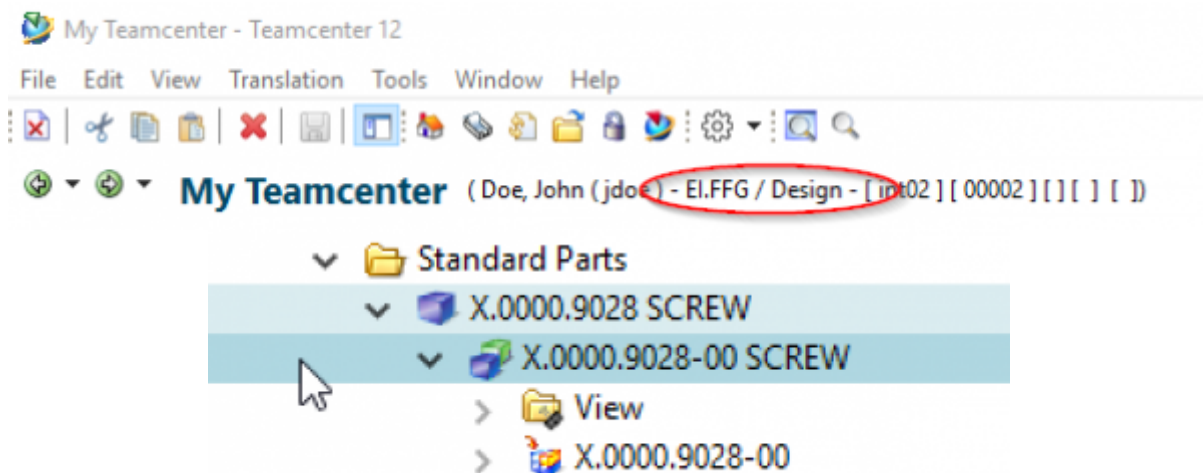 My Teamcenter - Teamcenter 12
File Edit View Translation Tools Window Help
My Teamcenter ( Doe, John ( jdoe ) - EI.FFG / Design - [ int02 ] [ 00002 ] [ ] [ ] [ ])
Standard Parts
X.0000.9028 SCREW
X.0000.9028-00 SCREW
View
X.0000.9028-00